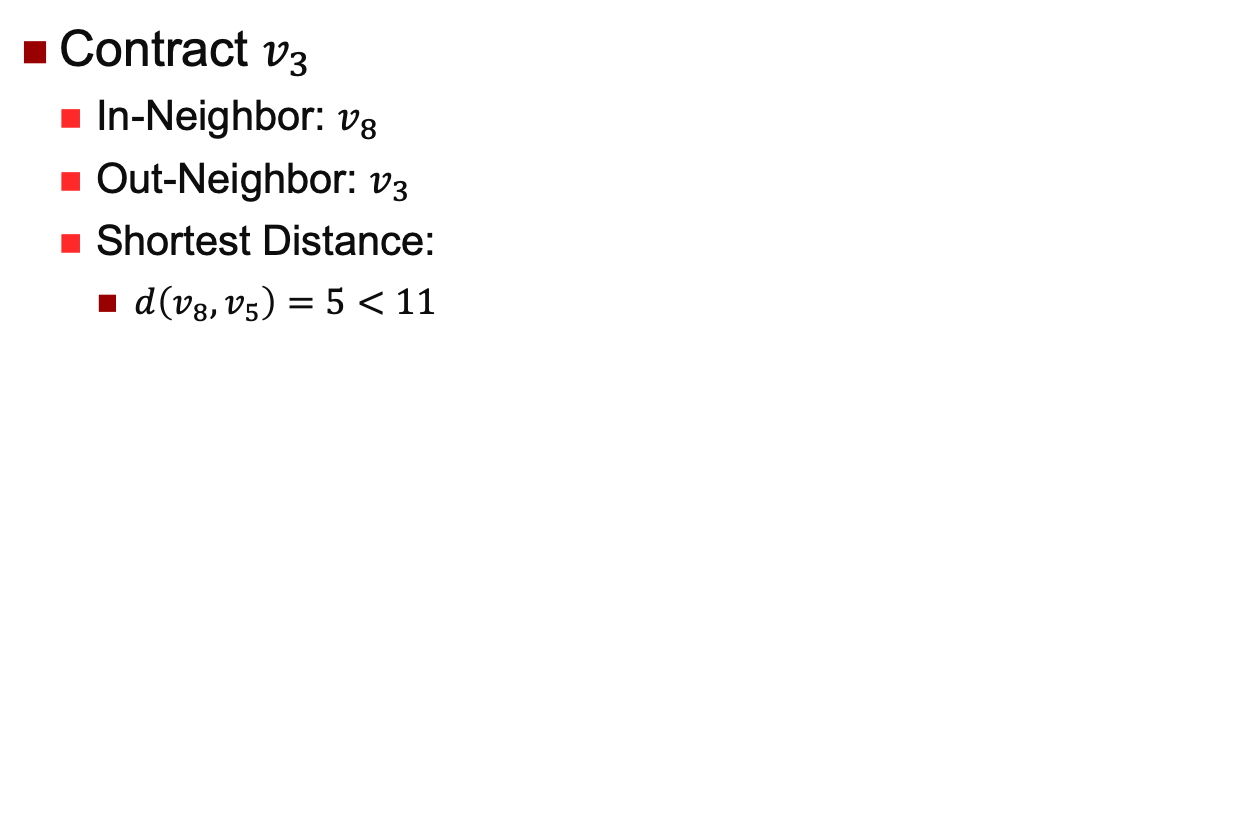 Contract 𝑣₃
In-Neighbor: 𝑣₈
Out-Neighbor: 𝑣₃
Shortest Distance:
𝑑(𝑣₈, 𝑣₅) = 5 < 11